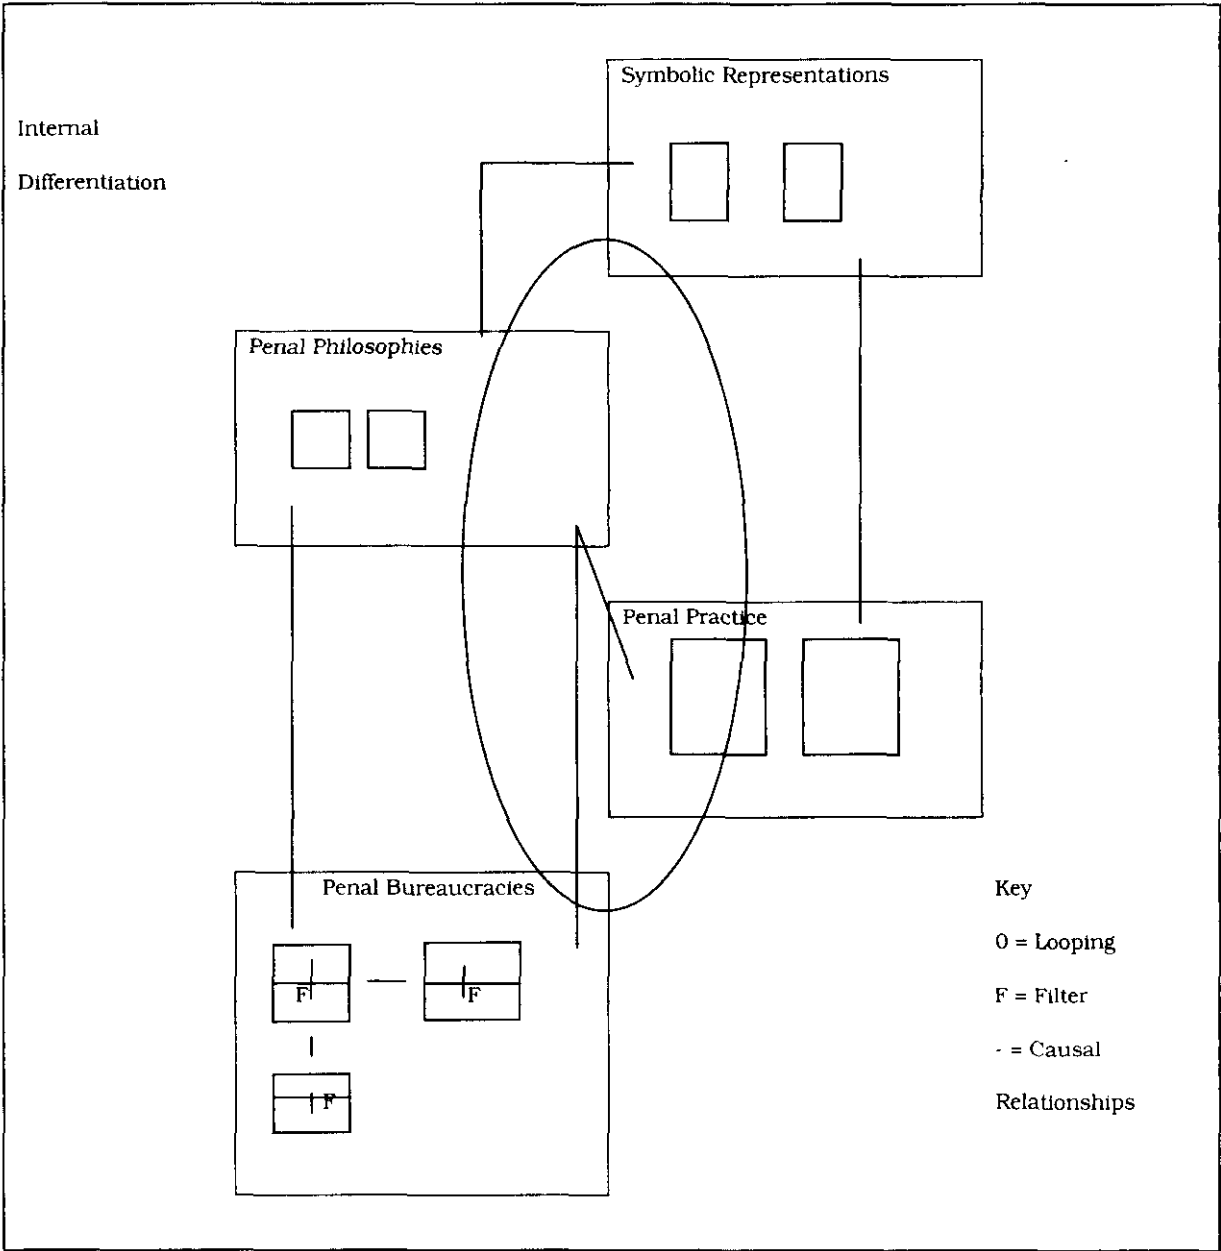 Symbolic Representations
Internal
Differentiation
Penal Philosophies
Penal Practice
Penal Bureaucracies
F
F
F
Key
0 = Looping
F = Filter
- = Causal
Relationships